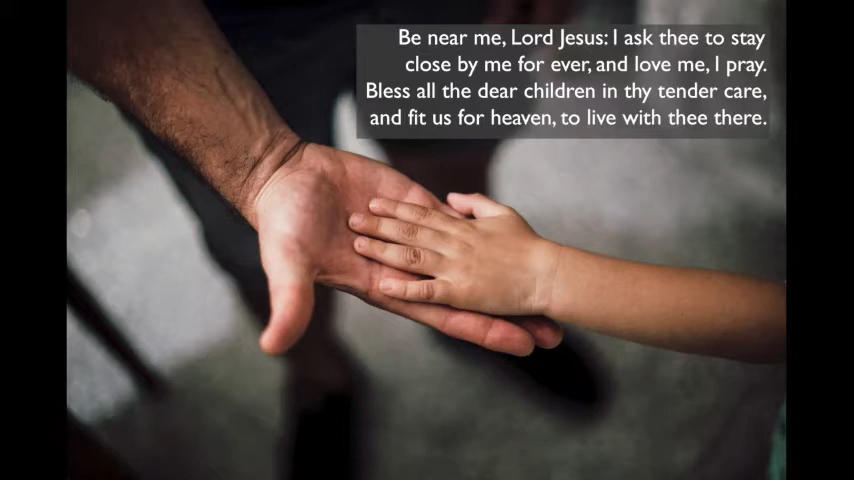 Be near me, Lord Jesus: I ask thee to stay
close by me for ever, and love me, I pray.
Bless all the dear children in thy tender care,
and fit us for heaven, to live with thee there.